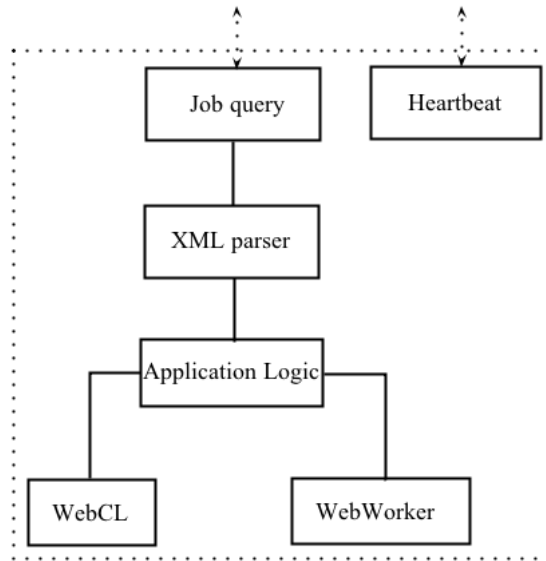 Job query
Heartbeat
XML parser
Application Logic
WebCL
WebWorker